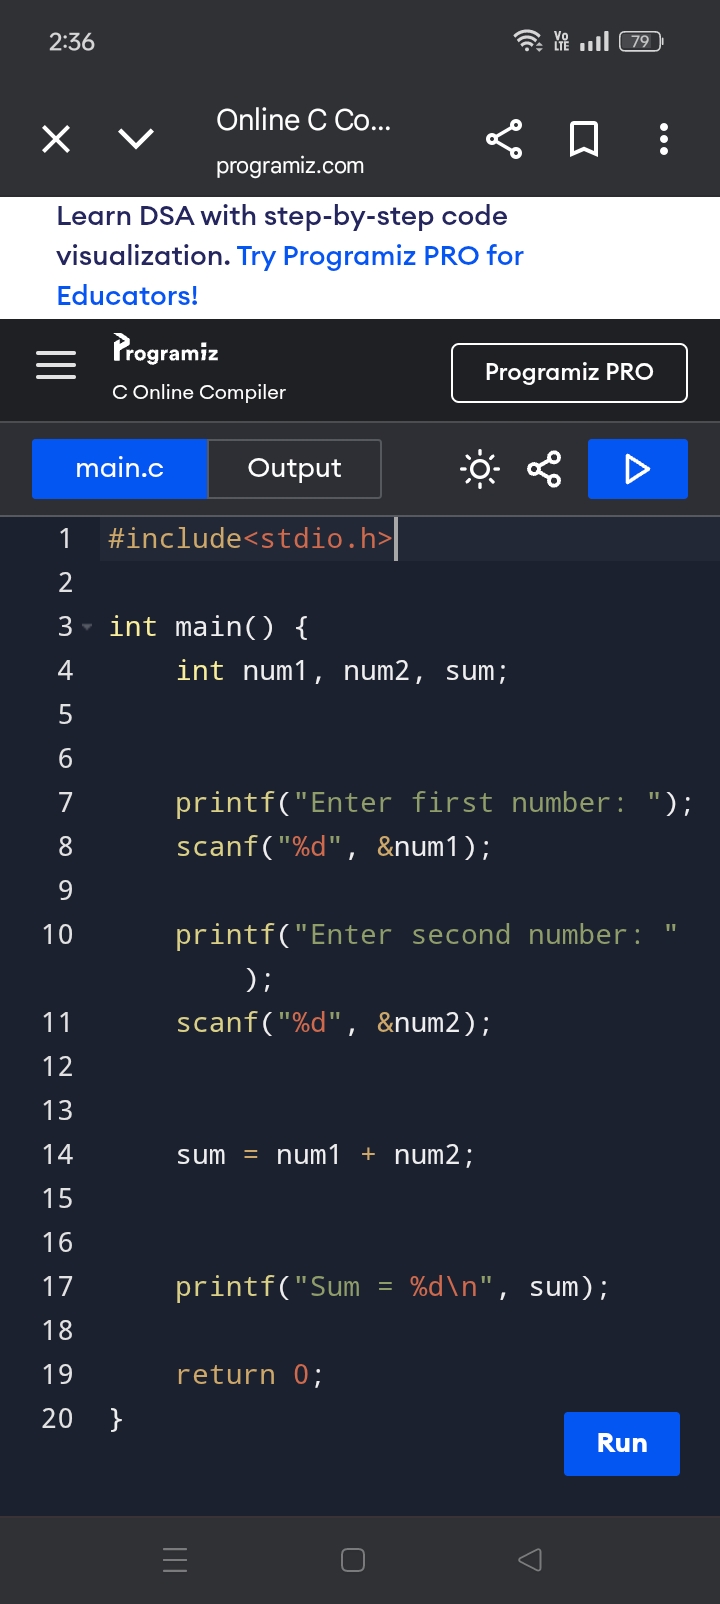 2:36
Vo LTE
79
Online C Co...
programiz.com
Learn DSA with step-by-step code
visualization. Try Programiz PRO for
Educators!
Programiz
C Online Compiler
Programiz PRO
main.c
Output
1 #include<stdio.h>
2
3 int main() {
4     int num1, num2, sum;
5
6
7     printf("Enter first number: ");
8     scanf("%d", &num1);
9
10     printf("Enter second number: "
);
11     scanf("%d", &num2);
12
13
14     sum = num1 + num2;
15
16
17     printf("Sum = %d\n", sum);
18
19     return 0;
20 }
Run